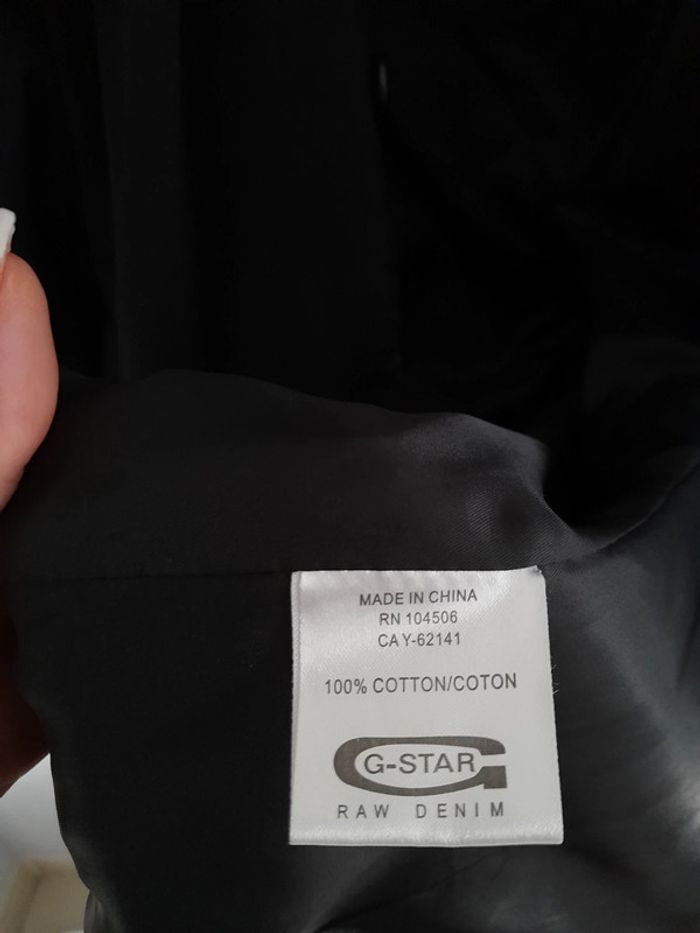 MADE IN CHINA
RN 104506
CA Y-62141
100% COTTON/COTON
G-STAR
RAW DENIM